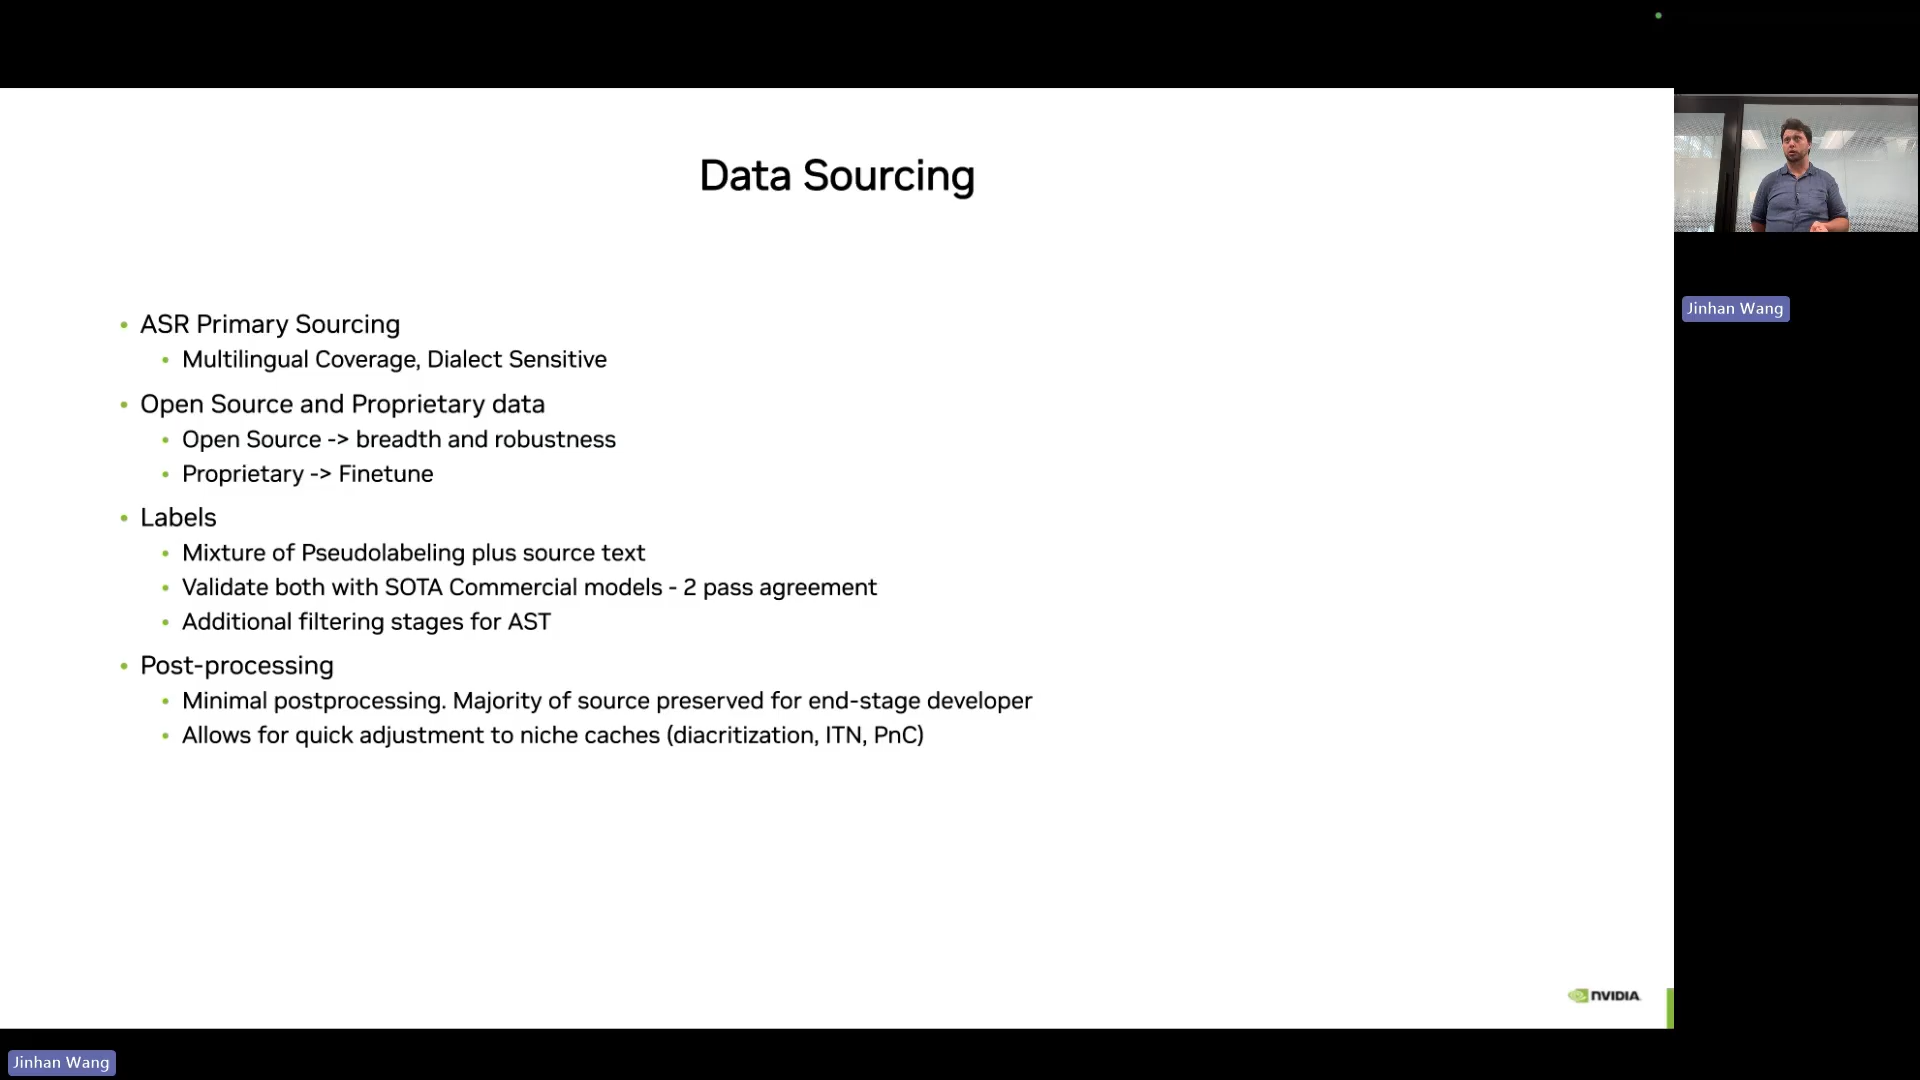 Data Sourcing
Jinhan Wang
• ASR Primary Sourcing
• Multilingual Coverage, Dialect Sensitive
• Open Source and Proprietary data
• Open Source -> breadth and robustness
• Proprietary -> Finetune
• Labels
• Mixture of Pseudolabeling plus source text
• Validate both with SOTA Commercial models - 2 pass agreement
• Additional filtering stages for AST
• Post-processing
• Minimal postprocessing. Majority of source preserved for end-stage developer
• Allows for quick adjustment to niche caches (diacritization, ITN, PnC)
NVIDIA
Jinhan Wang